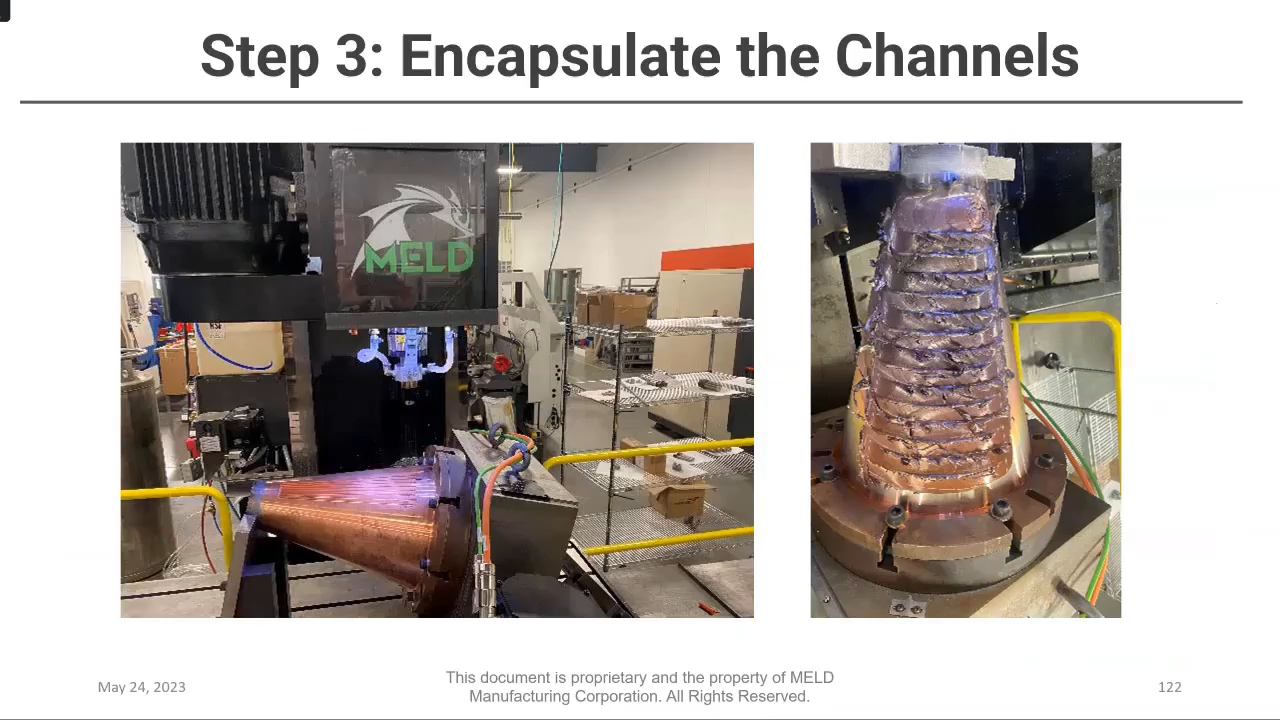 Step 3: Encapsulate the Channels
MELD
May 24, 2023
This document is proprietary and the property of MELD
Manufacturing Corporation. All Rights Reserved.
122